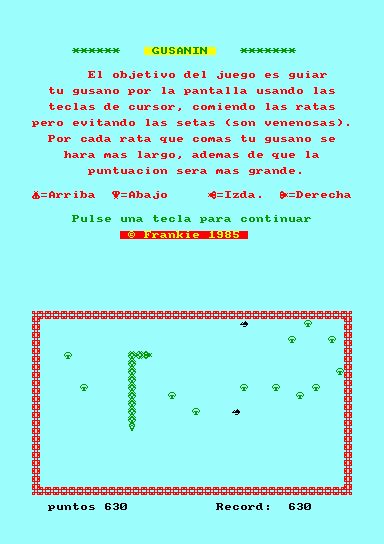 ****** GUSANIN *******
El objetivo del juego es guiar
tu gusano por la pantalla usando las
teclas de cursor, comiendo las ratas
pero evitando las setas (son venenosas).
Por cada rata que comas tu gusano se
hara mas largo, ademas de que la
puntuacion sera mas grande.
=Arriba =Abajo =Izda. =Derecha
Pulse una tecla para continuar
© Frankie 1985
puntos 630 Record: 630